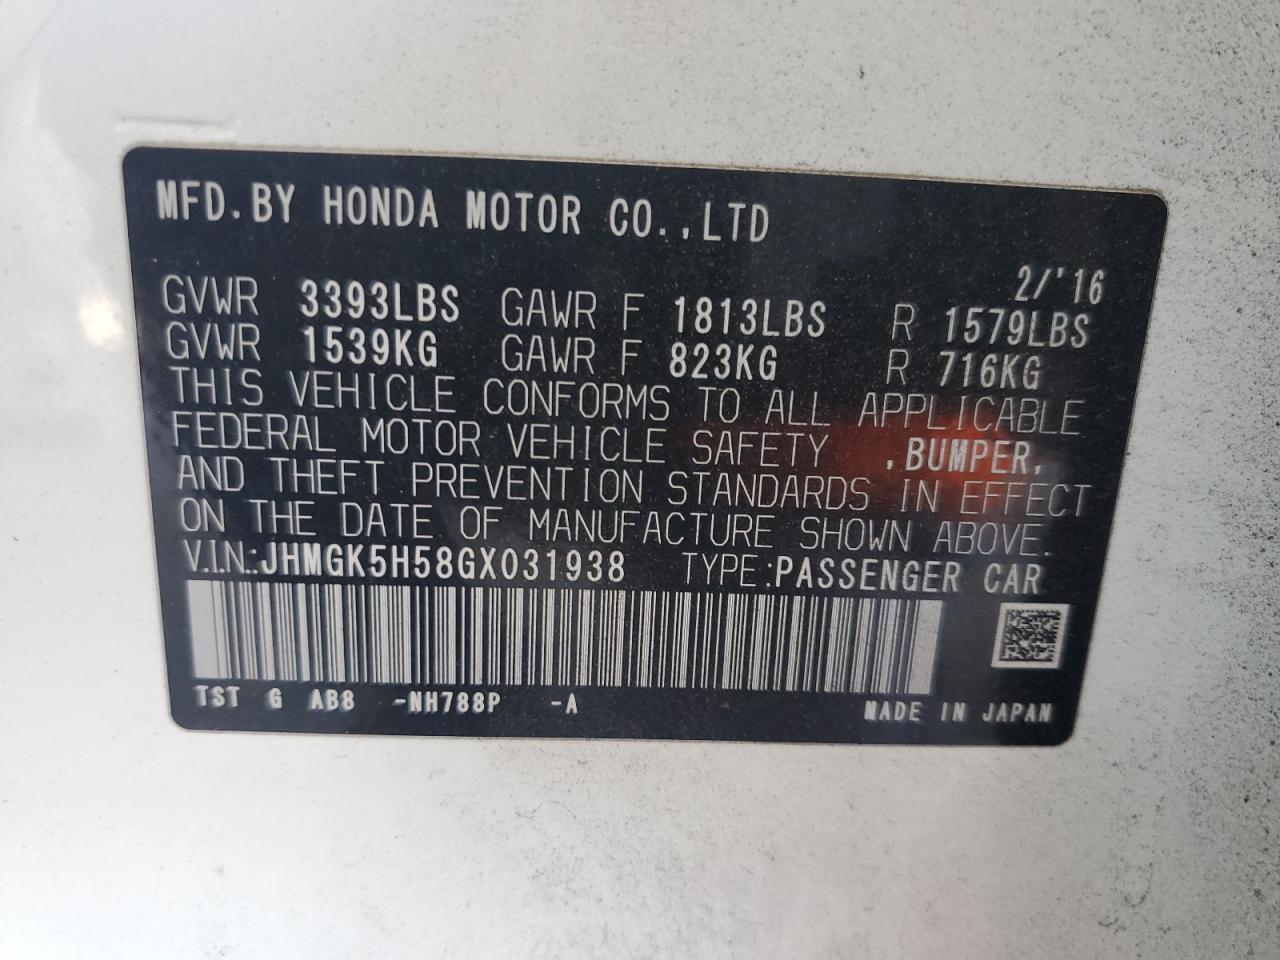 MFD.BY HONDA MOTOR CO.,LTD
2/'16
GVWR 3393LBS GAWR F 1813LBS R 1579LBS
GVWR 1539KG GAWR F 823KG R 716KG
THIS VEHICLE CONFORMS TO ALL APPLICABLE
FEDERAL MOTOR VEHICLE SAFETY ,BUMPER,
AND THEFT PREVENTION STANDARDS IN EFFECT
ON THE DATE OF MANUFACTURE SHOWN ABOVE.
V.I.N.:JHMGK5H58GX031938 TYPE:PASSENGER CAR
TST G AB8 -NH788P -A MADE IN JAPAN